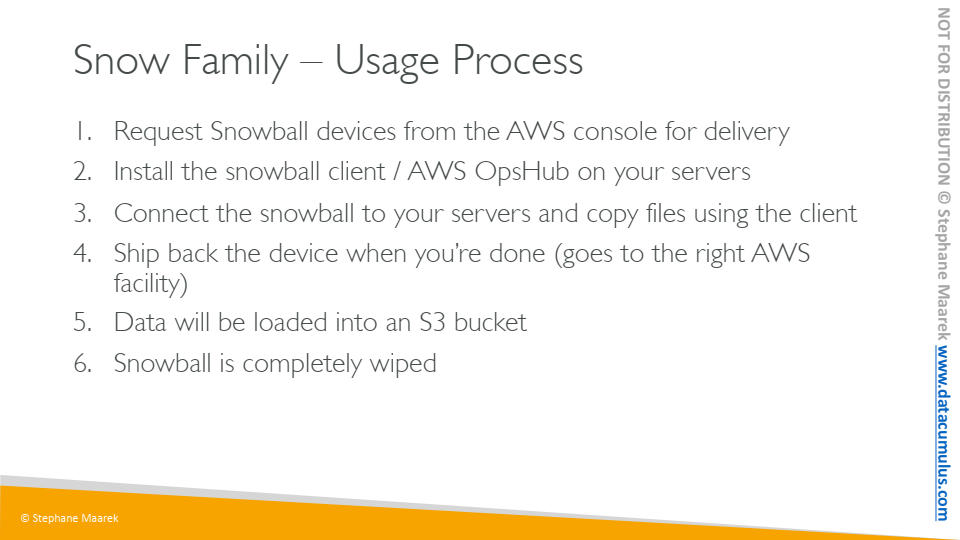 Snow Family – Usage Process
1. Request Snowball devices from the AWS console for delivery
2. Install the snowball client / AWS OpsHub on your servers
3. Connect the snowball to your servers and copy files using the client
4. Ship back the device when you’re done (goes to the right AWS
facility)
5. Data will be loaded into an S3 bucket
6. Snowball is completely wiped
© Stephane Maarek
NOT FOR DISTRIBUTION © Stephane Maarek www.datacumulus.com